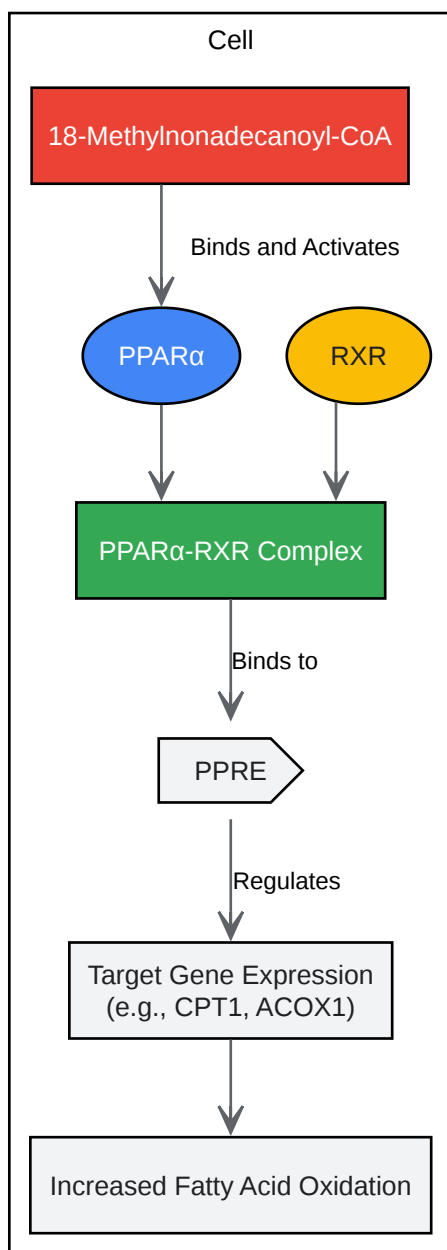 Cell
18-Methylnonadecanoyl-CoA
Binds and Activates
PPARα
RXR
PPARα-RXR Complex
Binds to
PPRE
Regulates
Target Gene Expression
(e.g., CPT1, ACOX1)
Increased Fatty Acid Oxidation